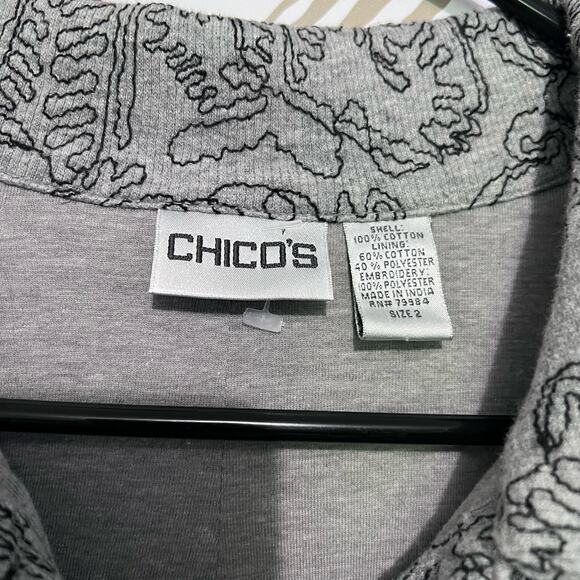 CHICO'S
SHELL:
100% COTTON
LINING:
60% COTTON
40% POLYESTER
EMBROIDERY:
100% POLYESTER
MADE IN INDIA
RN# 79984
SIZE 2